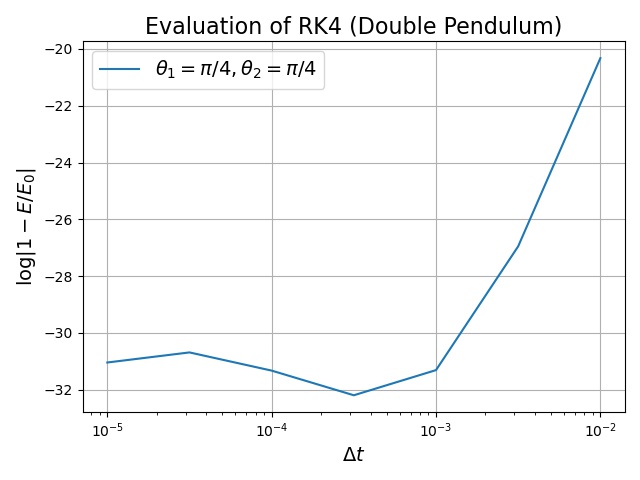 Evaluation of RK4 (Double Pendulum)
θ₁ = π/4, θ₂ = π/4
log|1 − E/E₀|
−20
−22
−24
−26
−28
−30
−32
10⁻⁵ 10⁻⁴ 10⁻³ 10⁻²
Δt